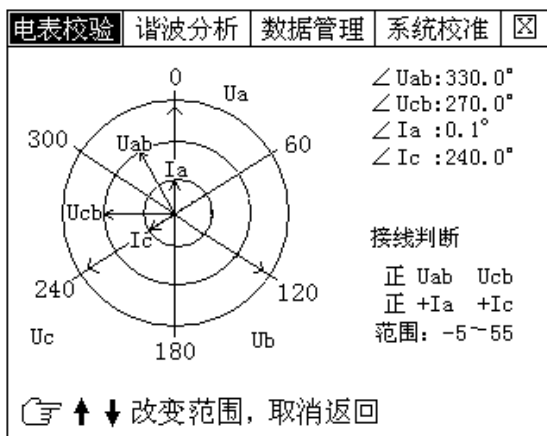 电表校验 谐波分析 数据管理 系统校准
0
Ua
300
60
Uab
Ia
Ucb
Ic
240
120
Uc
Ub
180
∠Uab:330.0°
∠Ucb:270.0°
∠Ia :0.1°
∠Ic :240.0°
接线判断
正 Uab Ucb
正 +Ia +Ic
范围: -5~55
☞↑↓改变范围，取消返回